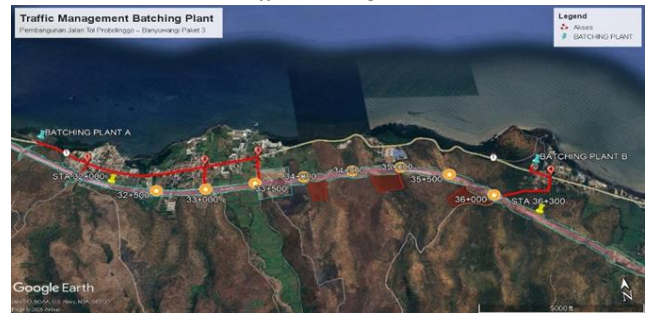 Traffic Management Batching Plant
Pembangunan Jalan Tol Probolinggo – Banyuwangi Paket 3
Legend
Akses
BATCHING PLANT
BATCHING PLANT A
BATCHING PLANT B
STA 32+000
32+500
33+000
33+500
34+000
35+500
36+000
STA 36+300
Google Earth
5000 ft
N